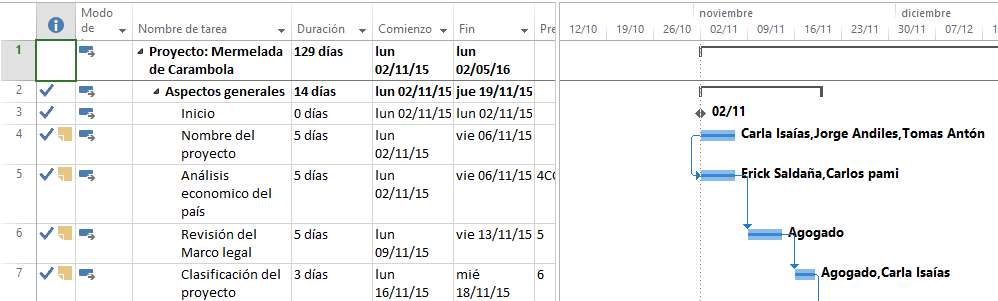 Modo de
Nombre de tarea Duración Comienzo Fin Pre
noviembre diciembre
12/10 19/10 26/10 02/11 09/11 16/11 23/11 30/11 07/12
1 Proyecto: Mermelada de Carambola 129 días lun 02/11/15 lun 02/05/16
2 Aspectos generales 14 días lun 02/11/15 jue 19/11/15
3 Inicio 0 días lun 02/11/15 lun 02/11/15 02/11
4 Nombre del proyecto 5 días lun 02/11/15 vie 06/11/15 Carla Isaías,Jorge Andiles,Tomas Antón
5 Análisis economico del país 5 días lun 02/11/15 vie 06/11/15 4CC Erick Saldaña,Carlos pami
6 Revisión del Marco legal 5 días lun 09/11/15 vie 13/11/15 5 Agogado
7 Clasificación del proyecto 3 días lun 16/11/15 mié 18/11/15 6 Agogado,Carla Isaías